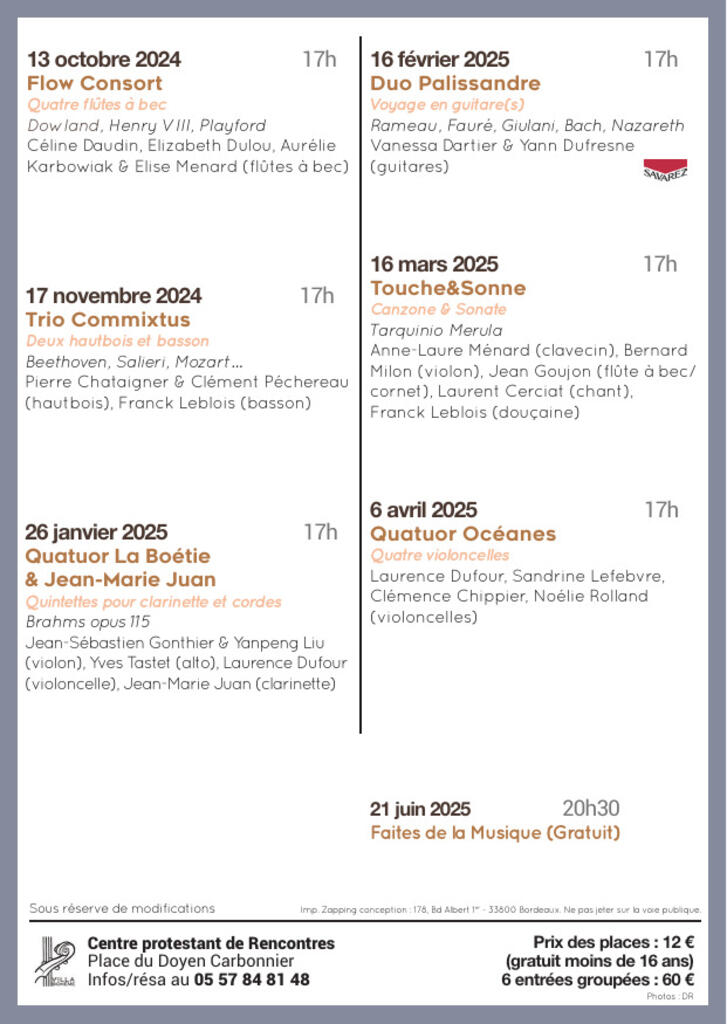 13 octobre 2024 17h
Flow Consort
Quatre flûtes à bec
Dowland, Henry VIII, Playford
Céline Daudin, Elizabeth Dulou, Aurélie
Karbowiak & Elise Menard (flûtes à bec)
17 novembre 2024 17h
Trio Commixtus
Deux hautbois et basson
Beethoven, Salieri, Mozart...
Pierre Chataigner & Clément Péchereau
(hautbois), Franck Leblois (basson)
26 janvier 2025 17h
Quatuor La Boétie
& Jean-Marie Juan
Quintettes pour clarinette et cordes
Brahms opus 115
Jean-Sébastien Gonthier & Yanpeng Liu
(violon), Yves Tastet (alto), Laurence Dufour
(violoncelle), Jean-Marie Juan (clarinette)
16 février 2025 17h
Duo Palissandre
Voyage en guitare(s)
Rameau, Fauré, Giulani, Bach, Nazareth
Vanessa Dartier & Yann Dufresne
(guitares)
SAVAREZ
16 mars 2025 17h
Touche&Sonne
Canzone & Sonate
Tarquinio Merula
Anne-Laure Ménard (clavecin), Bernard
Milon (violon), Jean Goujon (flûte à bec/
cornet), Laurent Cerciat (chant),
Franck Leblois (douçaine)
6 avril 2025 17h
Quatuor Océanes
Quatre violoncelles
Laurence Dufour, Sandrine Lefebvre,
Clémence Chippier, Noélie Rolland
(violoncelles)
21 juin 2025 20h30
Faites de la Musique (Gratuit)
Sous réserve de modifications
Imp. Zapping conception : 178, Bd Albert 1er - 33800 Bordeaux. Ne pas jeter sur la voie publique.
Centre protestant de Rencontres
Place du Doyen Carbonnier
Infos/résa au 05 57 84 81 48
Prix des places : 12 €
(gratuit moins de 16 ans)
6 entrées groupées : 60 €
Photos : DR